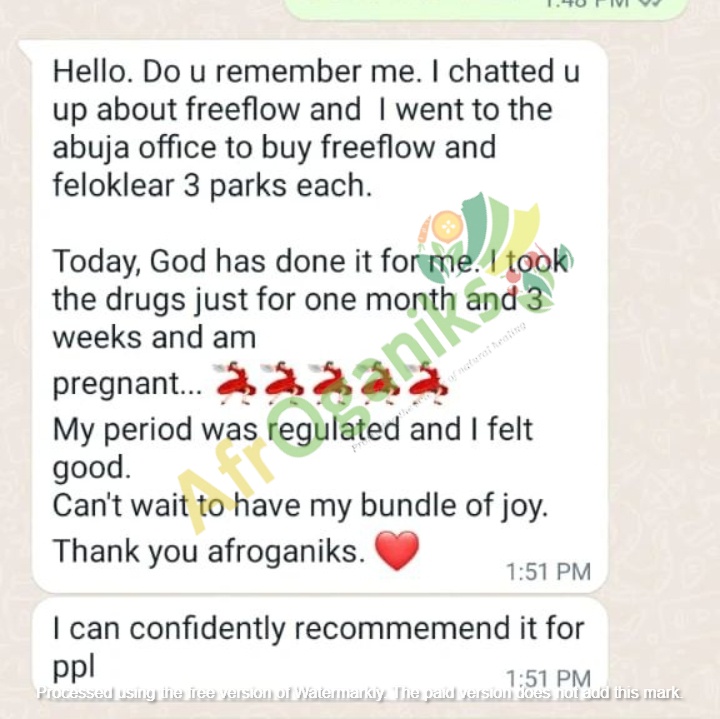 1:48 PM
Hello. Do u remember me. I chatted u
up about freeflow and I went to the
abuja office to buy freeflow and
feloklear 3 parks each.
Today, God has done it for me. I took
the drugs just for one month and 3
weeks and am
pregnant... 💃💃💃💃💃
My period was regulated and I felt
good.
Can't wait to have my bundle of joy.
Thank you afroganiks. ❤️
1:51 PM
AfrOganiks
of natural healing
I can confidently recommemend it for
ppl
1:51 PM
Processed using the free version of Watermarkly. The paid version does not add this mark.